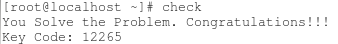 [root@localhost ~]# check
You Solve the Problem. Congratulations!!!
Key Code: 12265